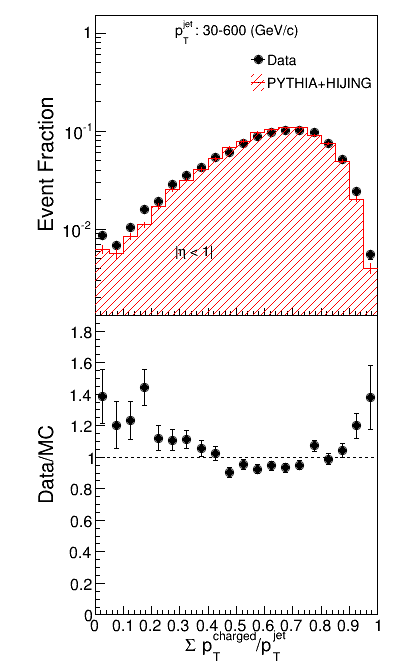 p_T^jet : 30-600 (GeV/c)
Data
PYTHIA+HIJING
Event Fraction
1
10^-1
10^-2
|η < 1|
Data/MC
1.8
1.6
1.4
1.2
1
0.8
0.6
0.4
0.2
0
0 0.1 0.2 0.3 0.4 0.5 0.6 0.7 0.8 0.9 1
Σ p_T^charged/p_T^jet